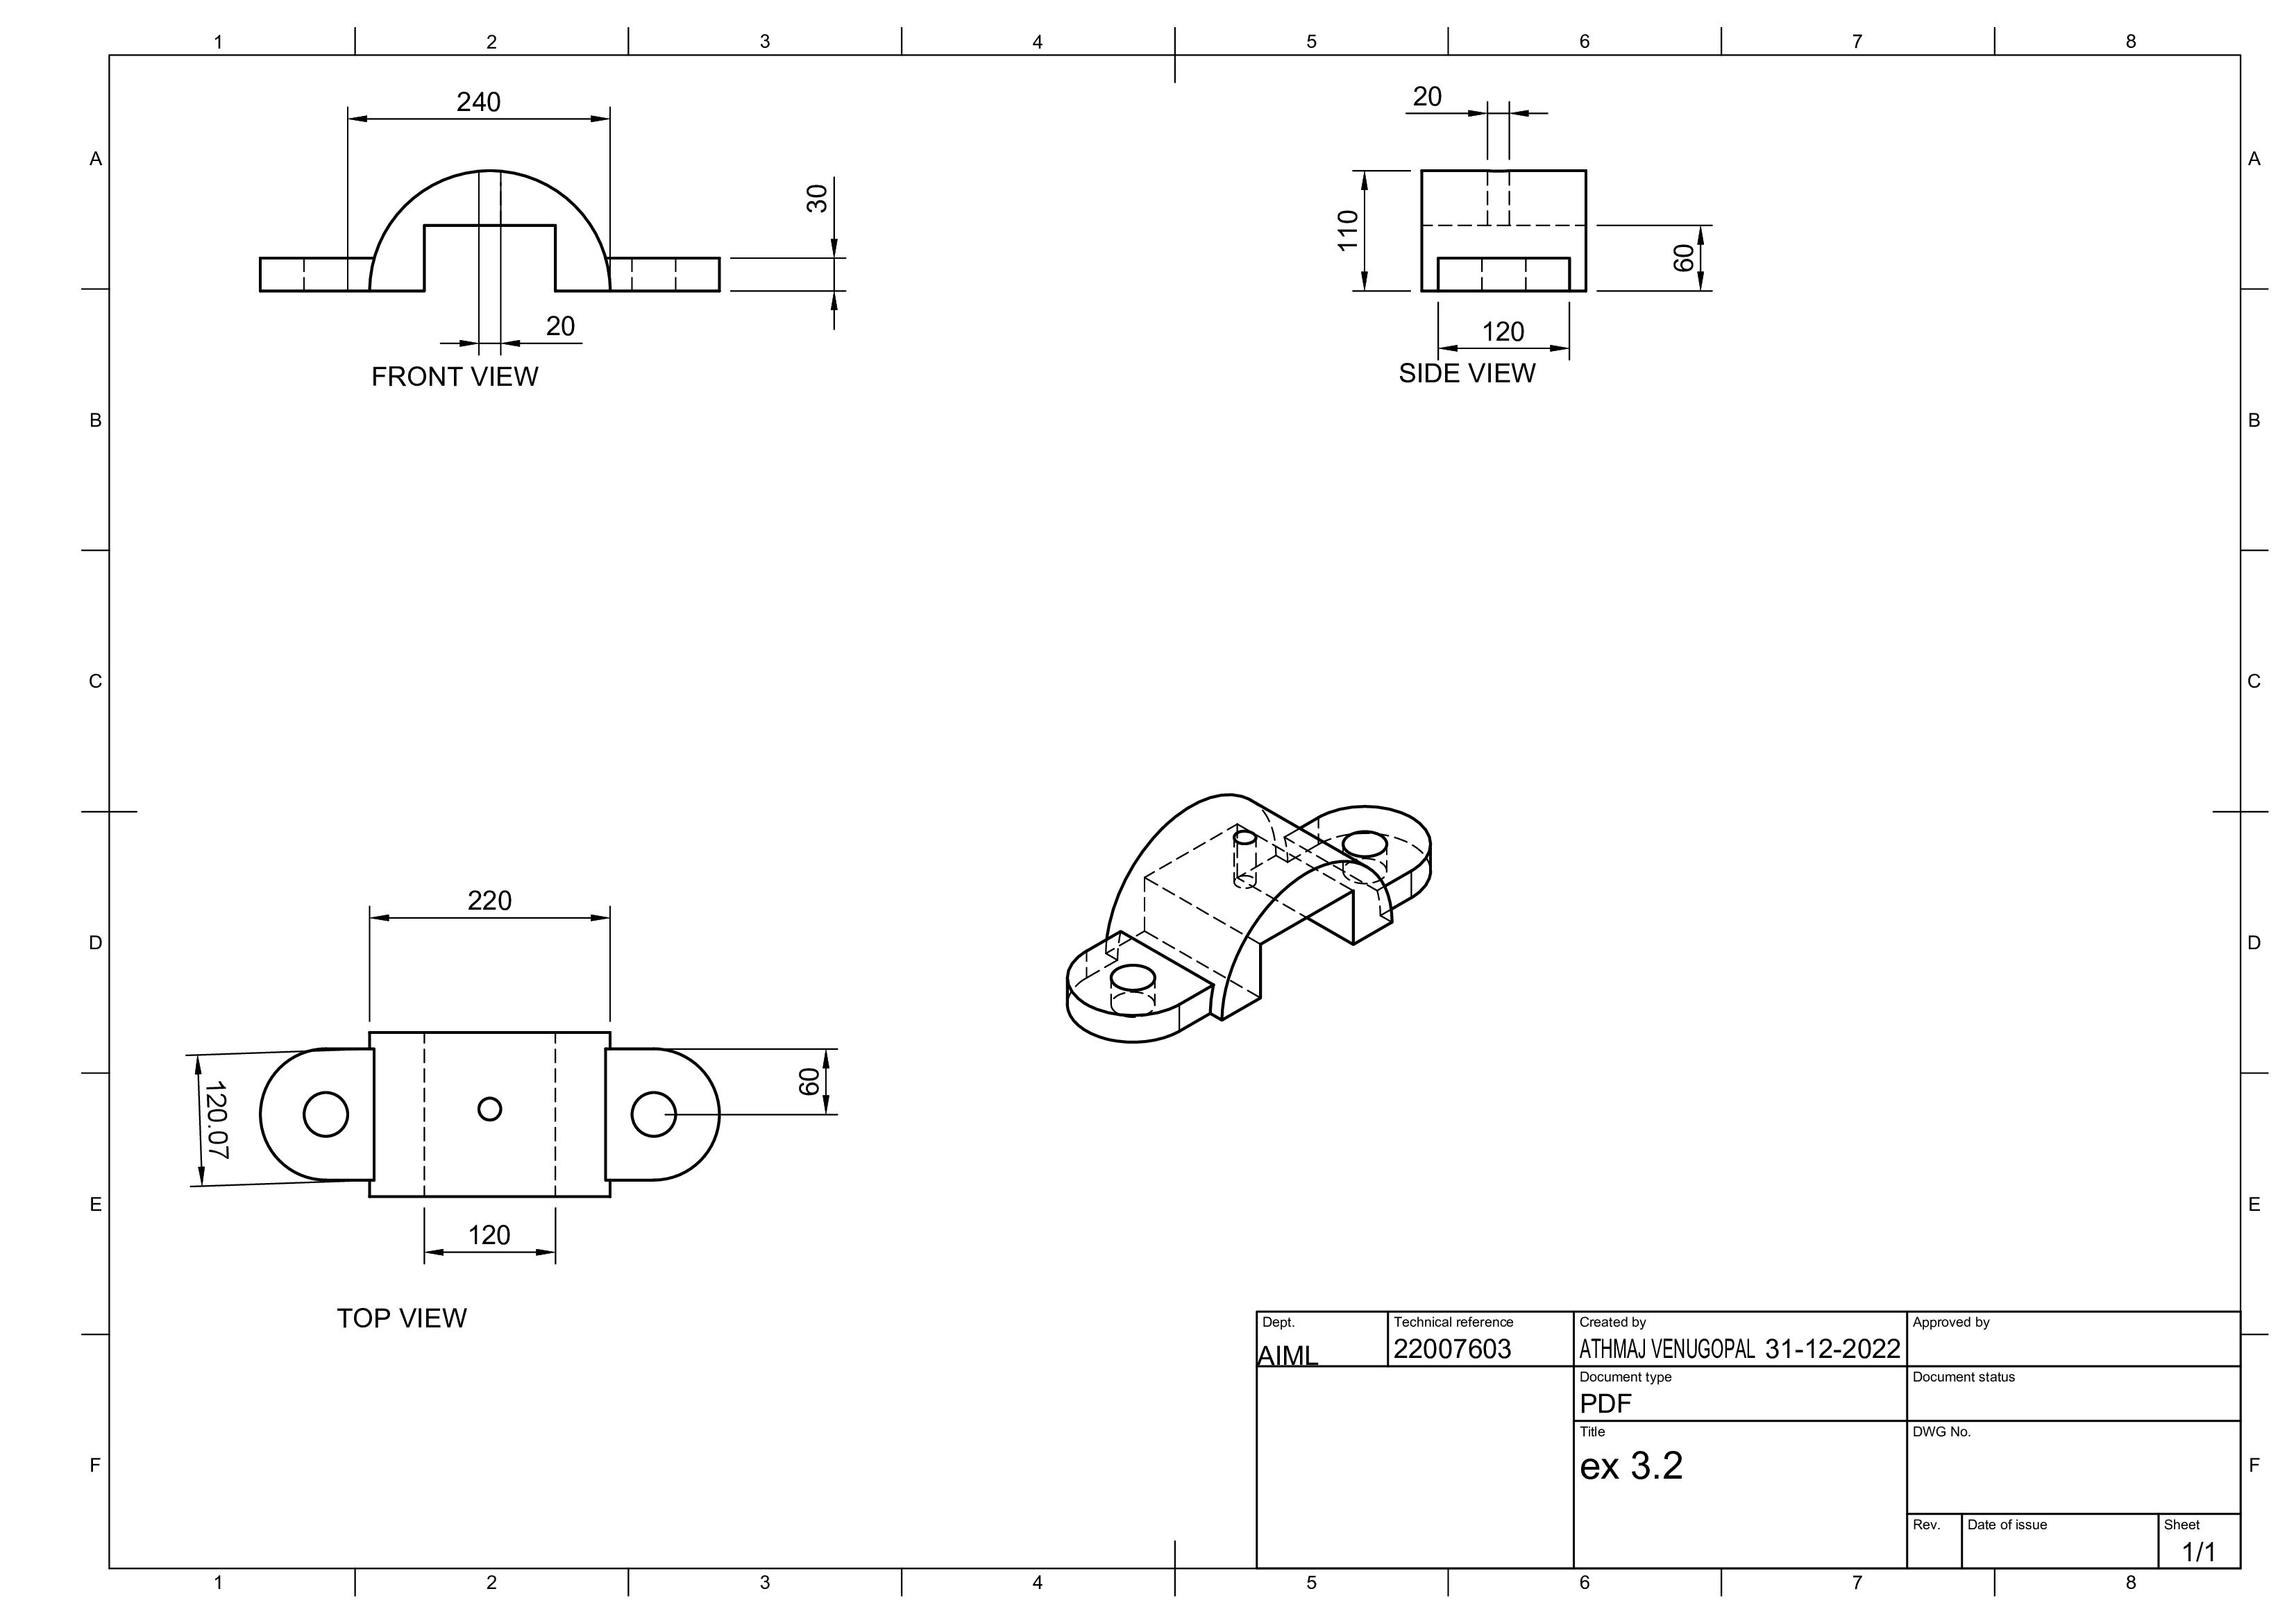 1 2 3 4 5 6 7 8
A A
240
20
30
110
60
20
120
FRONT VIEW
SIDE VIEW
B B
C C
220
D D
60
120.07
120
E E
TOP VIEW
Dept.
AIML
Technical reference
22007603
Created by
ATHMAJ VENUGOPAL 31-12-2022
Approved by
Document type
PDF
Document status
Title
ex 3.2
DWG No.
F F
Rev.
Date of issue
Sheet
1/1
1 2 3 4 5 6 7 8